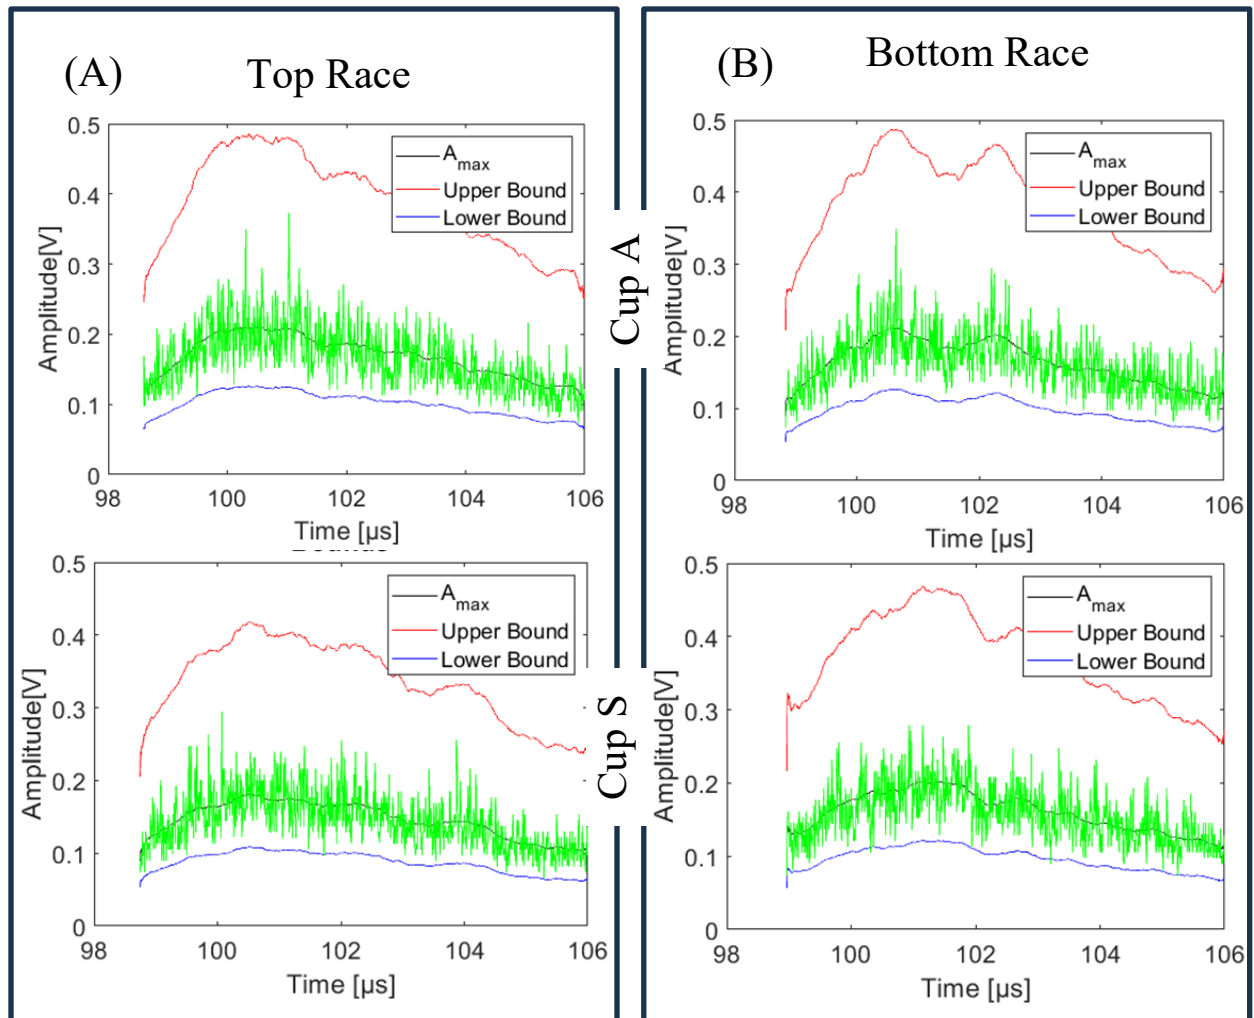 (A)
Top Race
(B)
Bottom Race
0.5
0.4
0.3
0.2
0.1
0
Amplitude[V]
98
100
102
104
106
Time [µs]
A_max
Upper Bound
Lower Bound
Cup A
0.5
0.4
0.3
0.2
0.1
0
Amplitude[V]
98
100
102
104
106
Time [µs]
A_max
Upper Bound
Lower Bound
0.5
0.4
0.3
0.2
0.1
0
Amplitude[V]
98
100
102
104
106
Time [µs]
A_max
Upper Bound
Lower Bound
Cup S
0.5
0.4
0.3
0.2
0.1
0
Amplitude[V]
98
100
102
104
106
Time [µs]
A_max
Upper Bound
Lower Bound